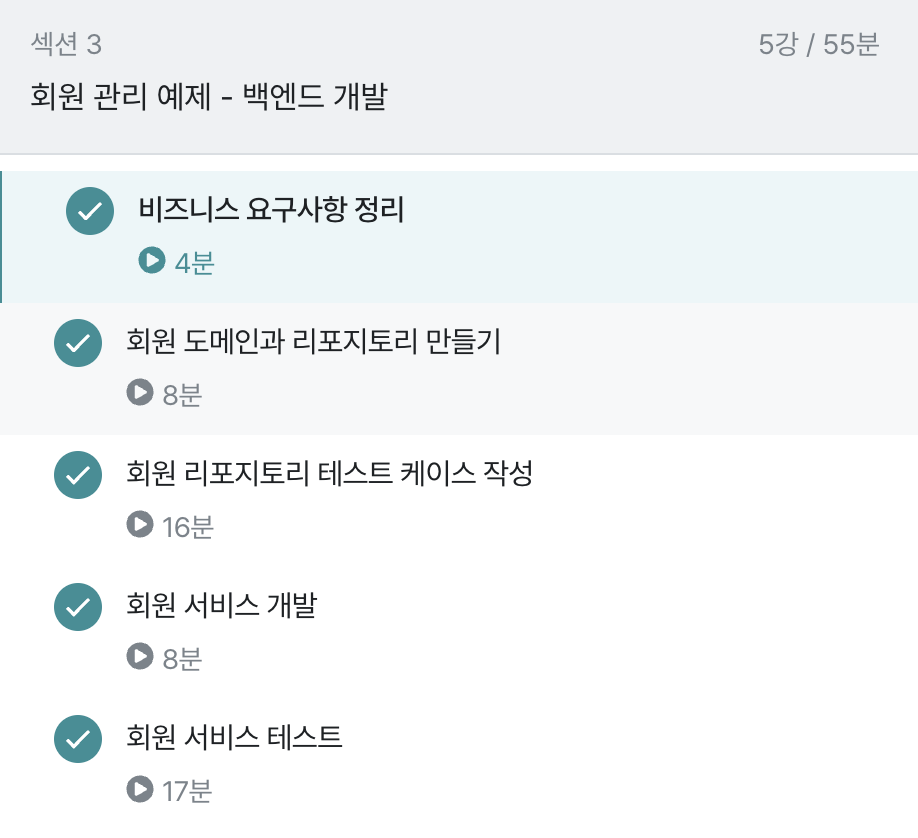 섹션 3
5강 / 55분
회원 관리 예제 - 백엔드 개발
비즈니스 요구사항 정리
4분
회원 도메인과 리포지토리 만들기
8분
회원 리포지토리 테스트 케이스 작성
16분
회원 서비스 개발
8분
회원 서비스 테스트
17분